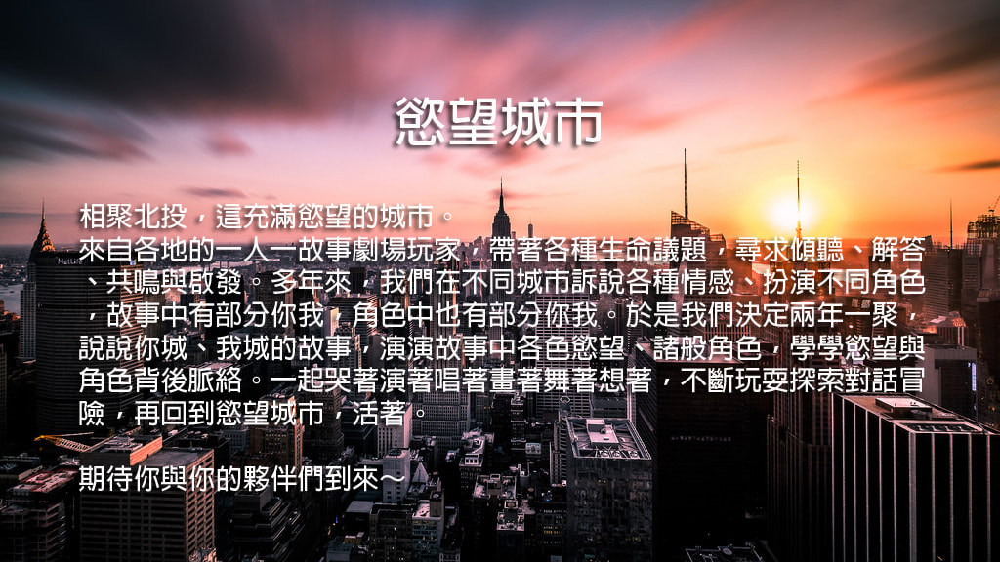 慾望城市
相聚北投，這充滿慾望的城市。
來自各地的一人一故事劇場玩家，帶著各種生命議題，尋求傾聽、解答
、共鳴與啟發。多年來，我們在不同城市訴說各種情感、扮演不同角色
，故事中有部分你我，角色中也有部分你我。於是我們決定兩年一聚，
說說你城、我城的故事，演演故事中各色慾望、諸般角色，學學慾望與
角色背後脈絡。一起哭著演著唱著畫著舞著想著，不斷玩耍探索對話冒
險，再回到慾望城市，活著。
期待你與你的夥伴們到來～
MetLife